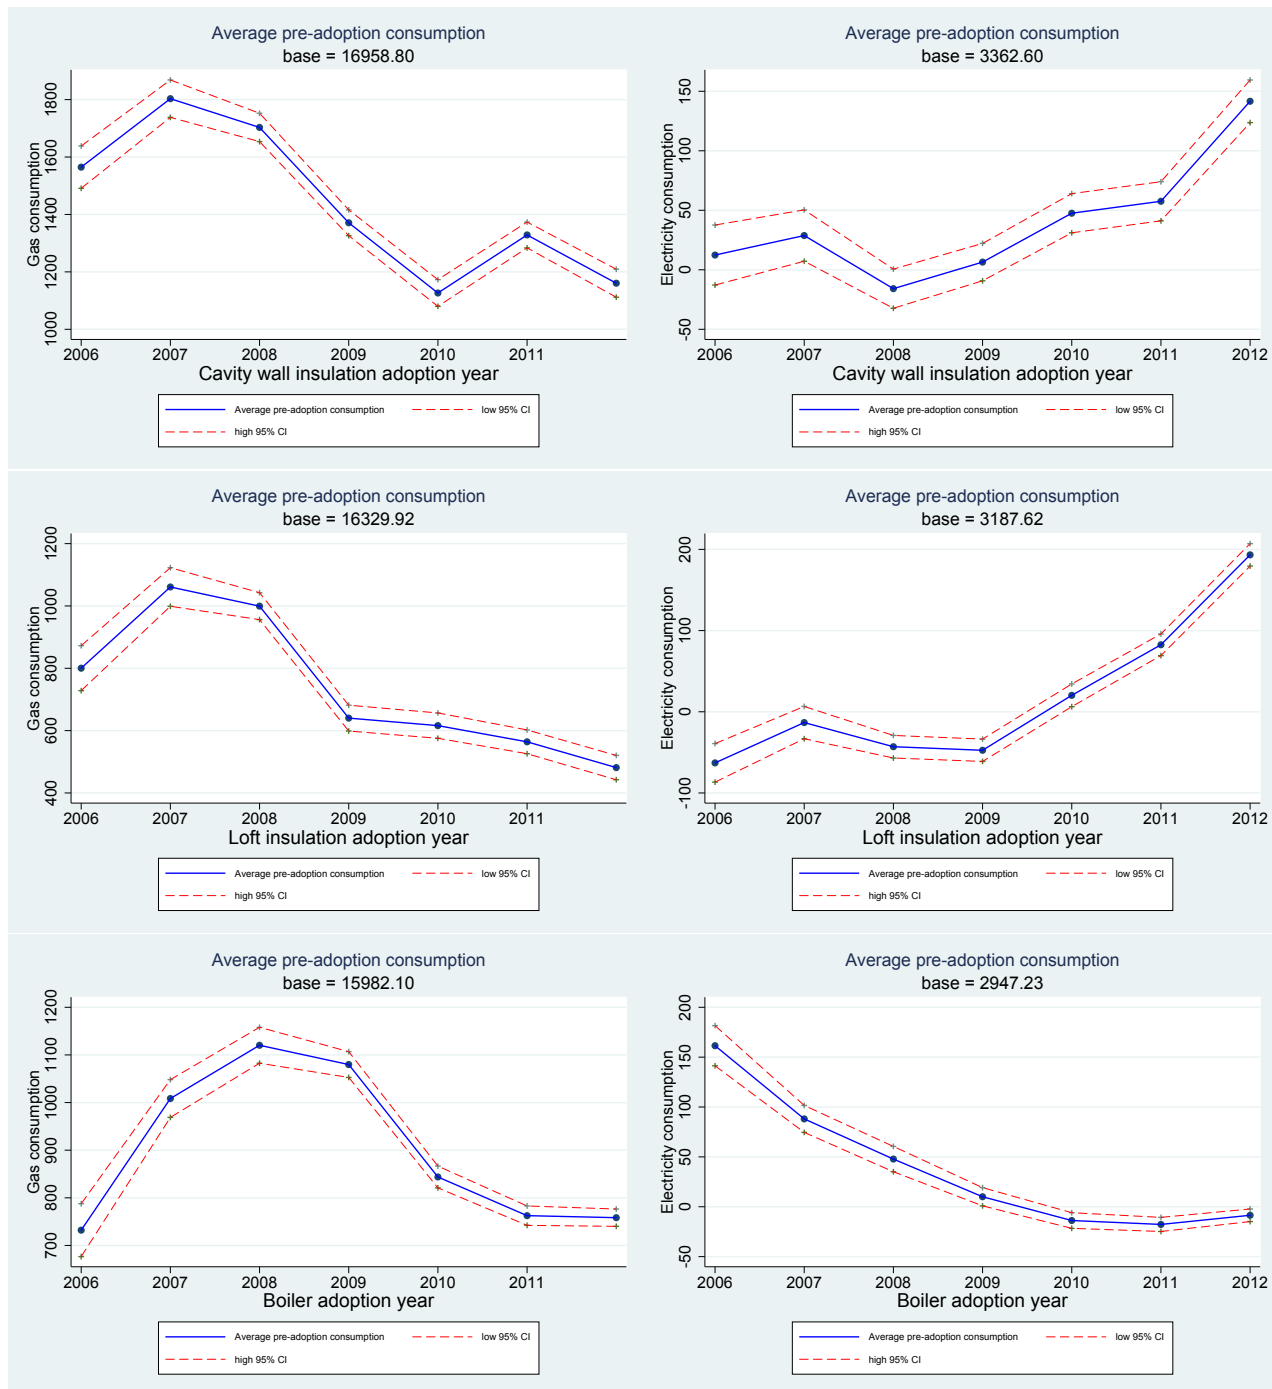 Average pre-adoption consumption
base = 16958.80
Gas consumption
1800
1600
1400
1200
1000
2006 2007 2008 2009 2010 2011
Cavity wall insulation adoption year
Average pre-adoption consumption low 95% CI
high 95% CI
Average pre-adoption consumption
base = 3362.60
Electricity consumption
150
100
50
0
-50
2006 2007 2008 2009 2010 2011 2012
Cavity wall insulation adoption year
Average pre-adoption consumption low 95% CI
high 95% CI
Average pre-adoption consumption
base = 16329.92
Gas consumption
1200
1000
800
600
400
2006 2007 2008 2009 2010 2011
Loft insulation adoption year
Average pre-adoption consumption low 95% CI
high 95% CI
Average pre-adoption consumption
base = 3187.62
Electricity consumption
200
100
0
-100
2006 2007 2008 2009 2010 2011 2012
Loft insulation adoption year
Average pre-adoption consumption low 95% CI
high 95% CI
Average pre-adoption consumption
base = 15982.10
Gas consumption
1200
1100
1000
900
800
700
2006 2007 2008 2009 2010 2011
Boiler adoption year
Average pre-adoption consumption low 95% CI
high 95% CI
Average pre-adoption consumption
base = 2947.23
Electricity consumption
200
150
100
50
0
-50
2006 2007 2008 2009 2010 2011 2012
Boiler adoption year
Average pre-adoption consumption low 95% CI
high 95% CI